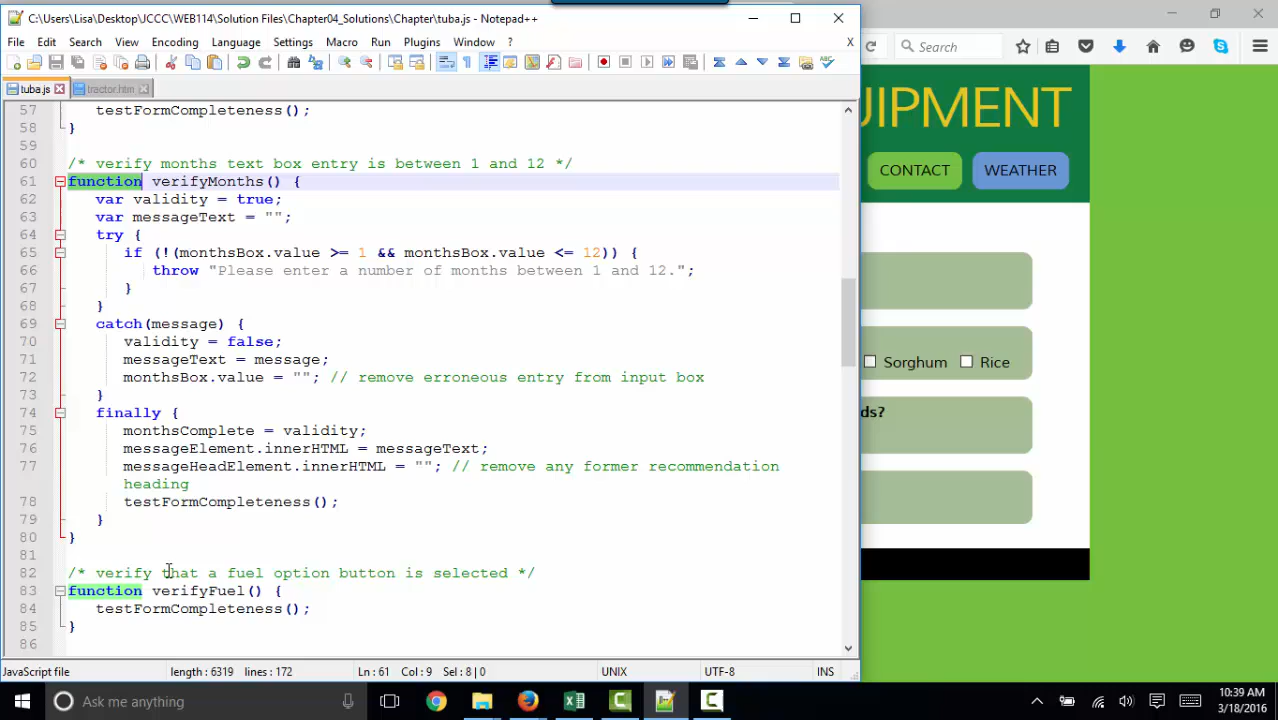 C:\Users\Lisa\Desktop\JCCC\WEB114\Solution Files\Chapter04_Solutions\Chapter\tuba.js - Notepad++
File Edit Search View Encoding Language Settings Macro Run Plugins Window ? X
Search
tuba.js tractor.htm
57 testFormCompleteness();
58 }
59
60 /* verify months text box entry is between 1 and 12 */
61 function verifyMonths() {
62 var validity = true;
63 var messageText = "";
64 try {
65 if (!(monthsBox.value >= 1 && monthsBox.value <= 12)) {
66 throw "Please enter a number of months between 1 and 12.";
67 }
68 }
69 catch(message) {
70 validity = false;
71 messageText = message;
72 monthsBox.value = ""; // remove erroneous entry from input box
73 }
74 finally {
75 monthsComplete = validity;
76 messageElement.innerHTML = messageText;
77 messageHeadElement.innerHTML = ""; // remove any former recommendation
heading
78 testFormCompleteness();
79 }
80 }
81
82 /* verify that a fuel option button is selected */
83 function verifyFuel() {
84 testFormCompleteness();
85 }
86
UIPMENT
CONTACT WEATHER
Sorghum Rice
ds?
JavaScript file length : 6319 lines : 172 Ln : 61 Col : 9 Sel : 8 | 0 UNIX UTF-8 INS
Ask me anything
10:39 AM
3/18/2016